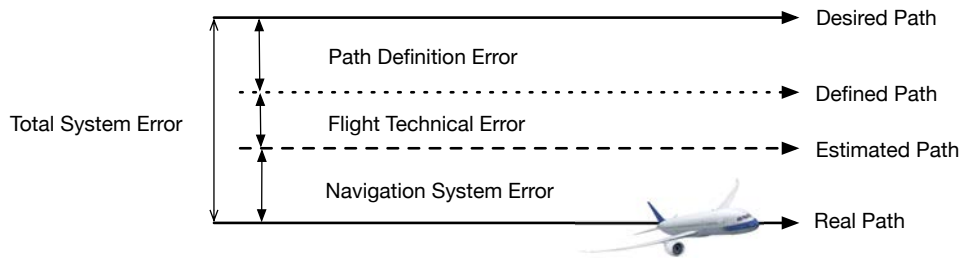 Desired Path
Path Definition Error
Defined Path
Total System Error
Flight Technical Error
Estimated Path
Navigation System Error
Real Path